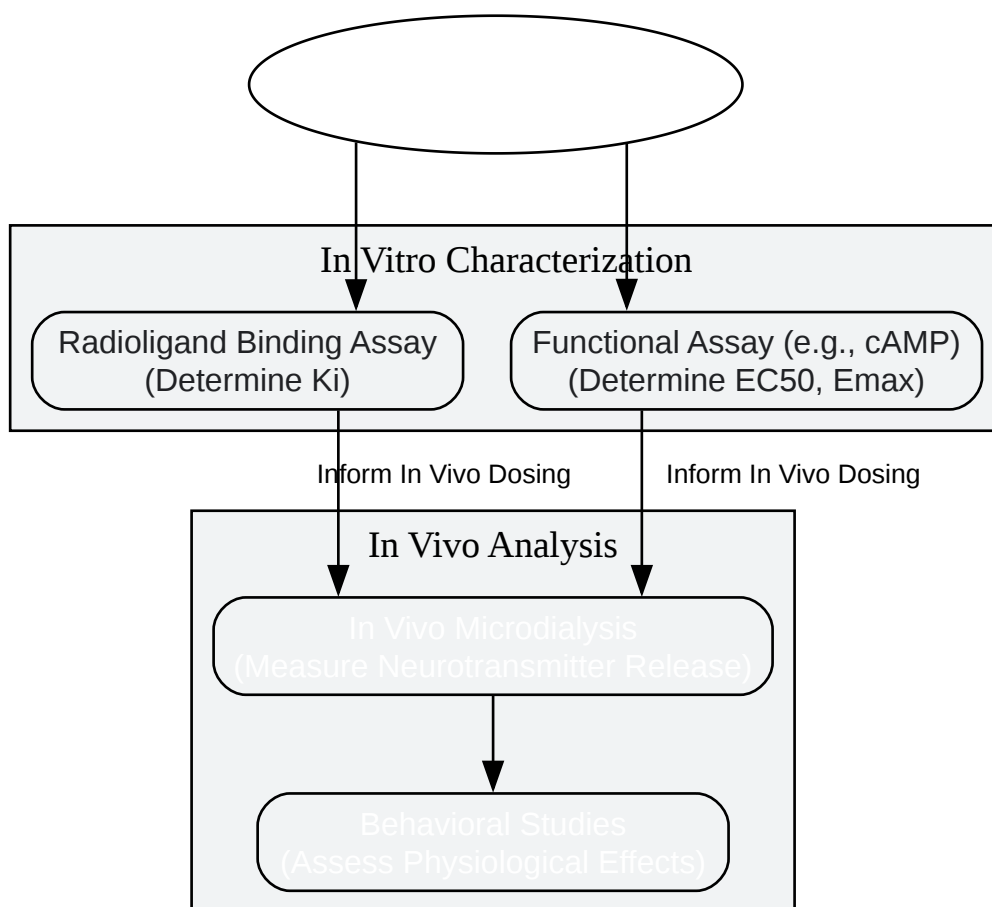 In Vitro Characterization
Radioligand Binding Assay
(Determine Ki)
Functional Assay (e.g., cAMP)
(Determine EC50, Emax)
Inform In Vivo Dosing
Inform In Vivo Dosing
In Vivo Analysis
In Vivo Microdialysis
(Measure Neurotransmitter Release)
Behavioral Studies
(Assess Physiological Effects)